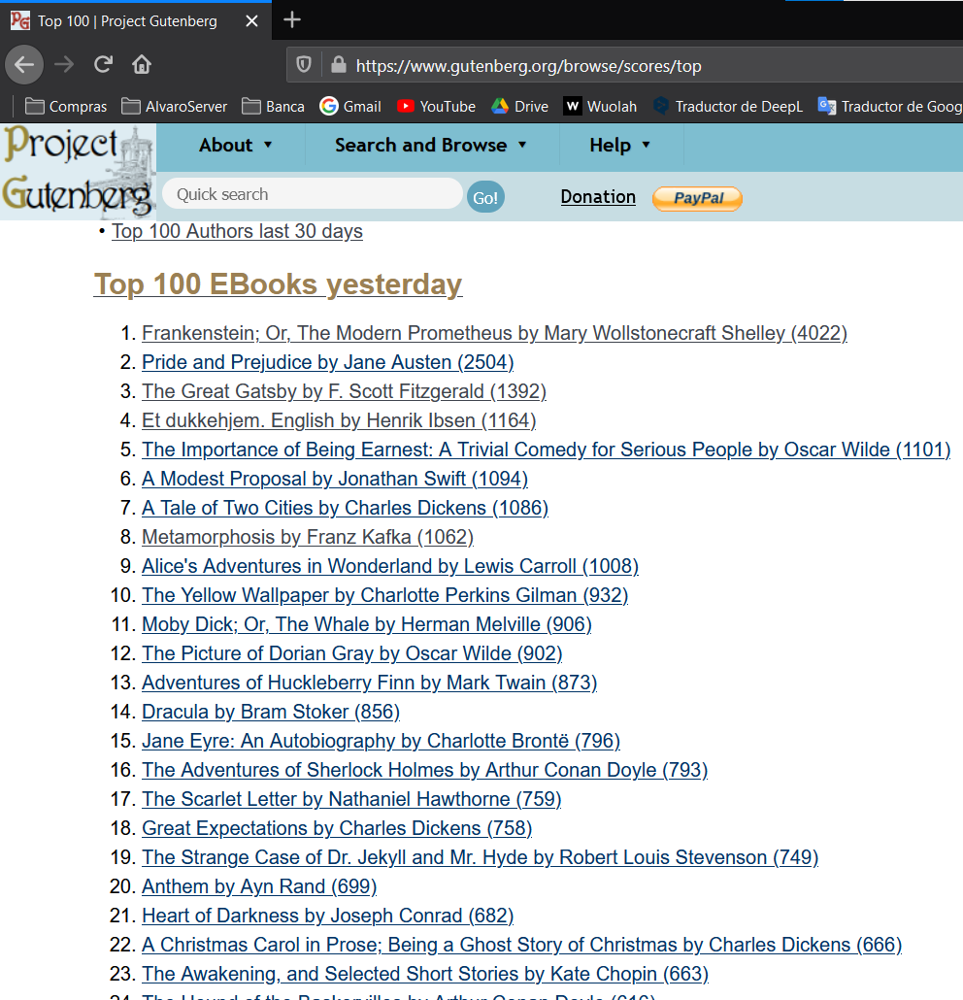 Top 100 | Project Gutenberg
https://www.gutenberg.org/browse/scores/top
Compras AlvaroServer Banca Gmail YouTube Drive Wuolah Traductor de DeepL Traductor de Goog
Project Gutenberg
About Search and Browse Help
Quick search Go! Donation PayPal
• Top 100 Authors last 30 days
Top 100 EBooks yesterday
1. Frankenstein; Or, The Modern Prometheus by Mary Wollstonecraft Shelley (4022)
2. Pride and Prejudice by Jane Austen (2504)
3. The Great Gatsby by F. Scott Fitzgerald (1392)
4. Et dukkehjem. English by Henrik Ibsen (1164)
5. The Importance of Being Earnest: A Trivial Comedy for Serious People by Oscar Wilde (1101)
6. A Modest Proposal by Jonathan Swift (1094)
7. A Tale of Two Cities by Charles Dickens (1086)
8. Metamorphosis by Franz Kafka (1062)
9. Alice's Adventures in Wonderland by Lewis Carroll (1008)
10. The Yellow Wallpaper by Charlotte Perkins Gilman (932)
11. Moby Dick; Or, The Whale by Herman Melville (906)
12. The Picture of Dorian Gray by Oscar Wilde (902)
13. Adventures of Huckleberry Finn by Mark Twain (873)
14. Dracula by Bram Stoker (856)
15. Jane Eyre: An Autobiography by Charlotte Brontë (796)
16. The Adventures of Sherlock Holmes by Arthur Conan Doyle (793)
17. The Scarlet Letter by Nathaniel Hawthorne (759)
18. Great Expectations by Charles Dickens (758)
19. The Strange Case of Dr. Jekyll and Mr. Hyde by Robert Louis Stevenson (749)
20. Anthem by Ayn Rand (699)
21. Heart of Darkness by Joseph Conrad (682)
22. A Christmas Carol in Prose; Being a Ghost Story of Christmas by Charles Dickens (666)
23. The Awakening, and Selected Short Stories by Kate Chopin (663)
24. The Hound of the Baskervilles by Arthur Conan Doyle (616)